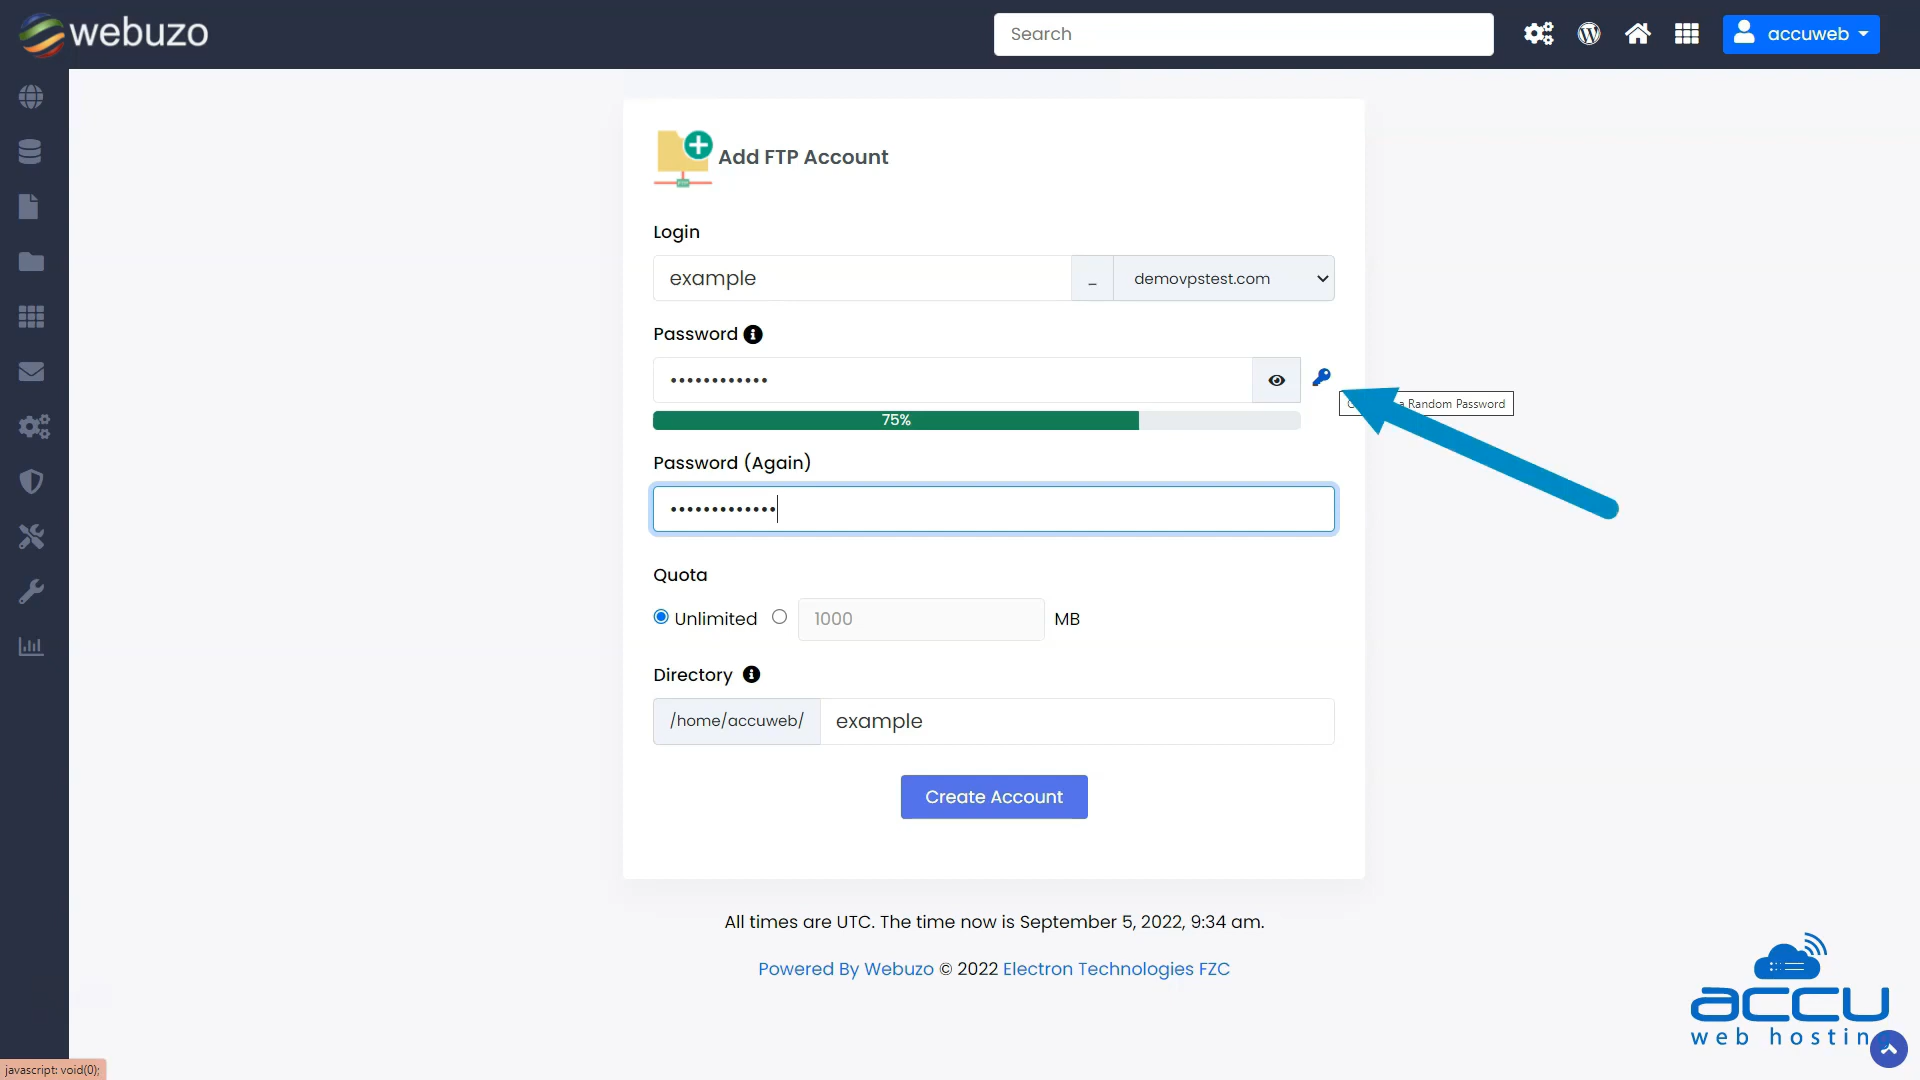 webuzo
Search
accuweb
Add FTP Account
Login
example
_
demovpstest.com
Password
••••••••••••
75%
a Random Password
Password (Again)
•••••••••••••
Quota
Unlimited
1000
MB
Directory
/home/accuweb/
example
Create Account
All times are UTC. The time now is September 5, 2022, 9:34 am.
Powered By Webuzo © 2022 Electron Technologies FZC
accu
web hosting
javascript: void(0);